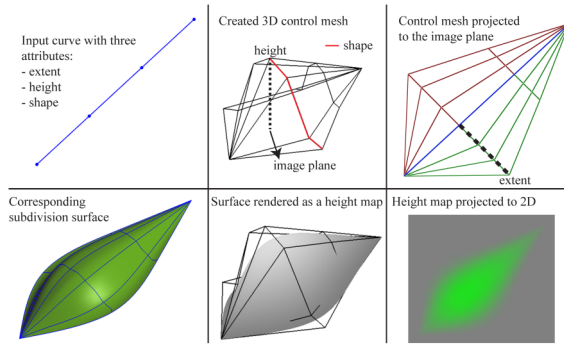 Input curve with three
attributes:
- extent
- height
- shape
Created 3D control mesh
height
shape
image plane
Control mesh projected
to the image plane
extent
Corresponding
subdivision surface
Surface rendered as a height map
Height map projected to 2D